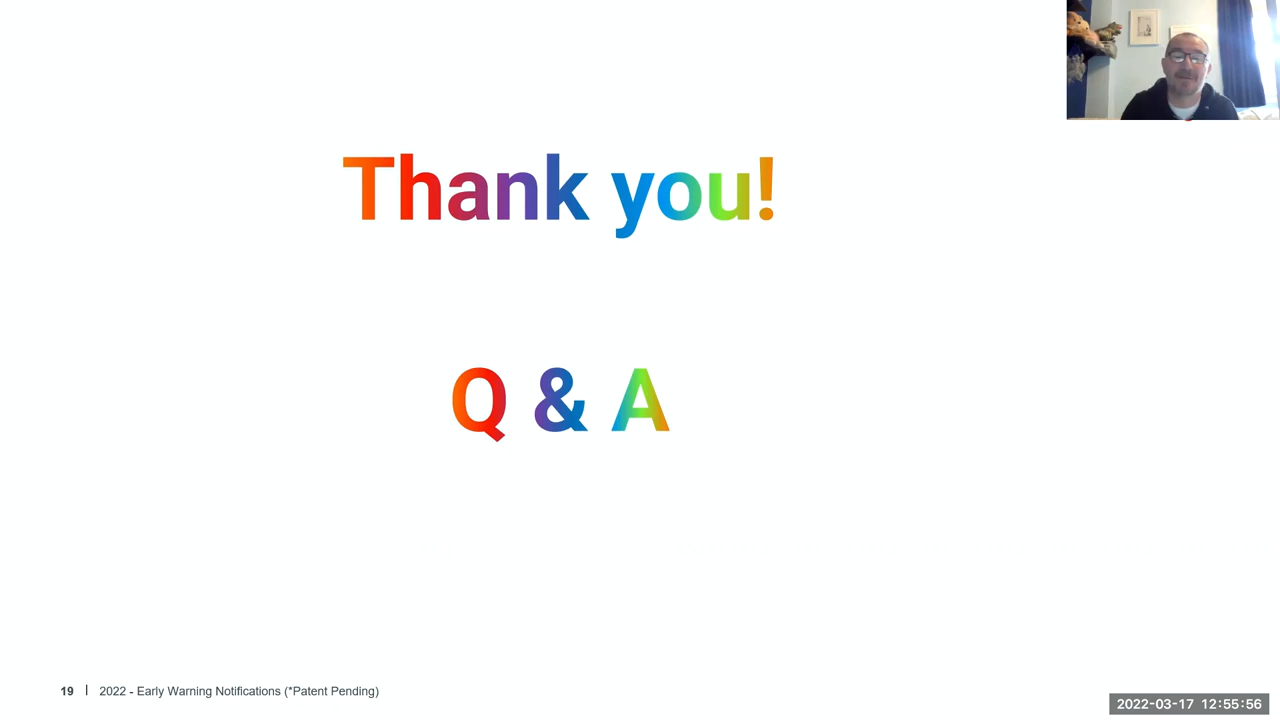 Thank you!
Q & A
19 | 2022 - Early Warning Notifications (*Patent Pending)
2022-03-17 12:55:56